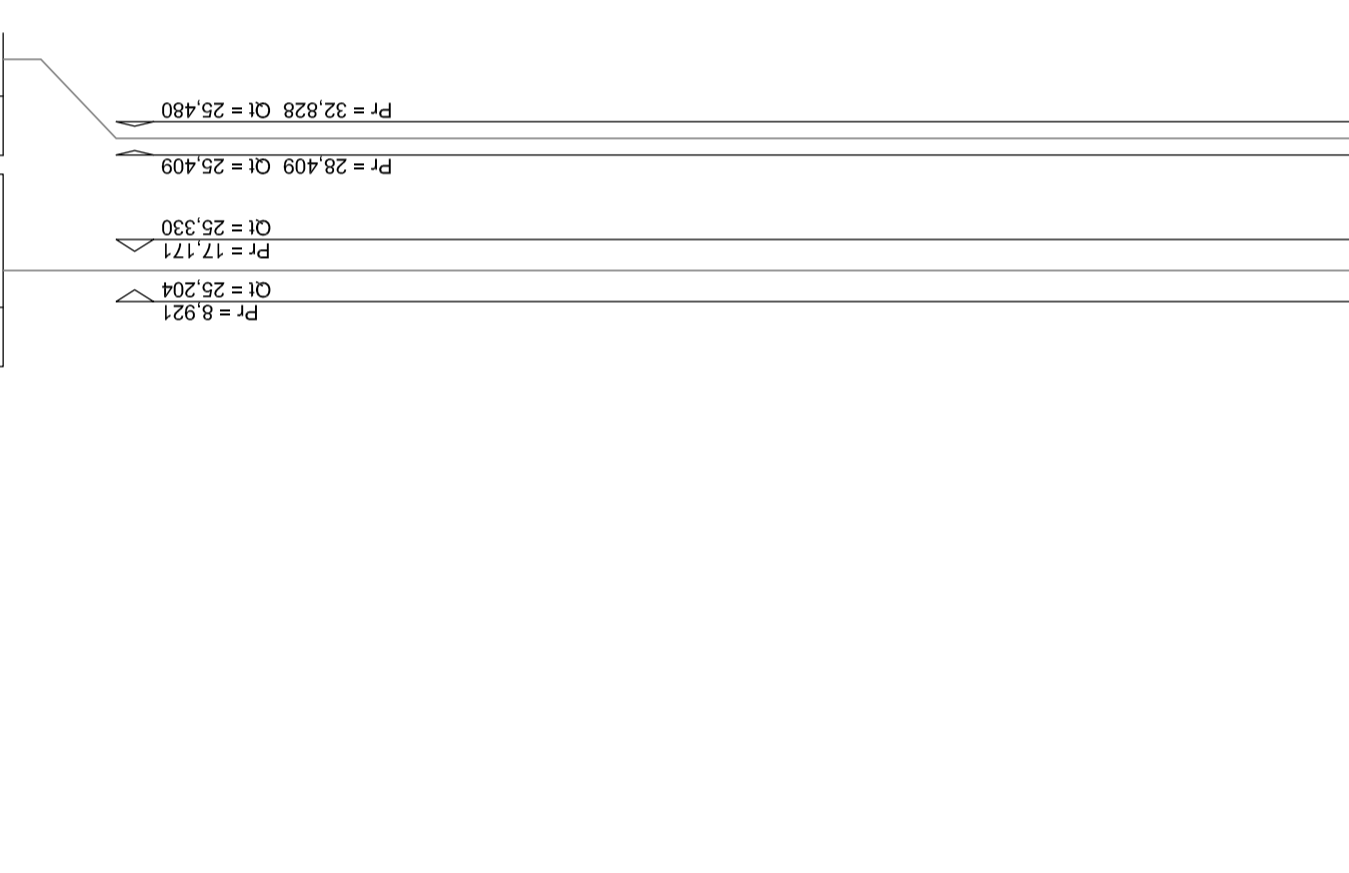 Pr = 8,921
Qt = 25,204
Pr = 17,171
Qt = 25,330
Pr = 28,409 Qt = 25,409
Pr = 32,828 Qt = 25,480